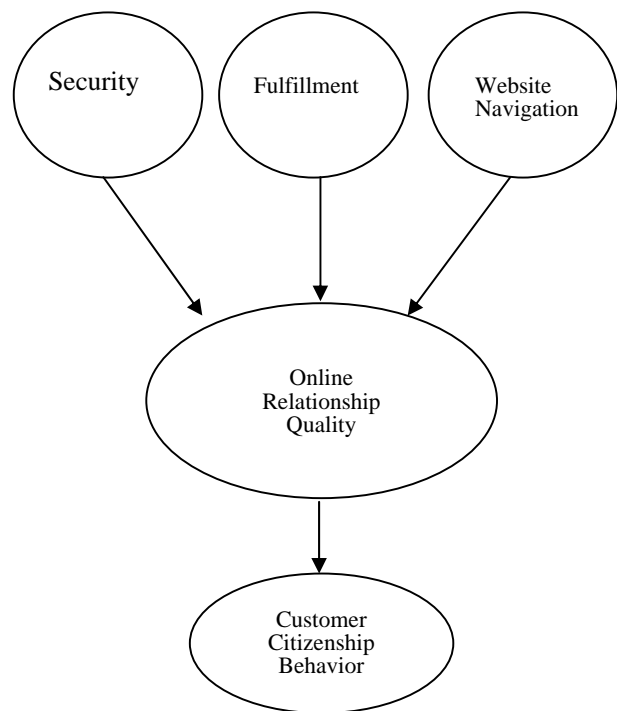 Security
Fulfillment
Website
Navigation
Online
Relationship
Quality
Customer
Citizenship
Behavior